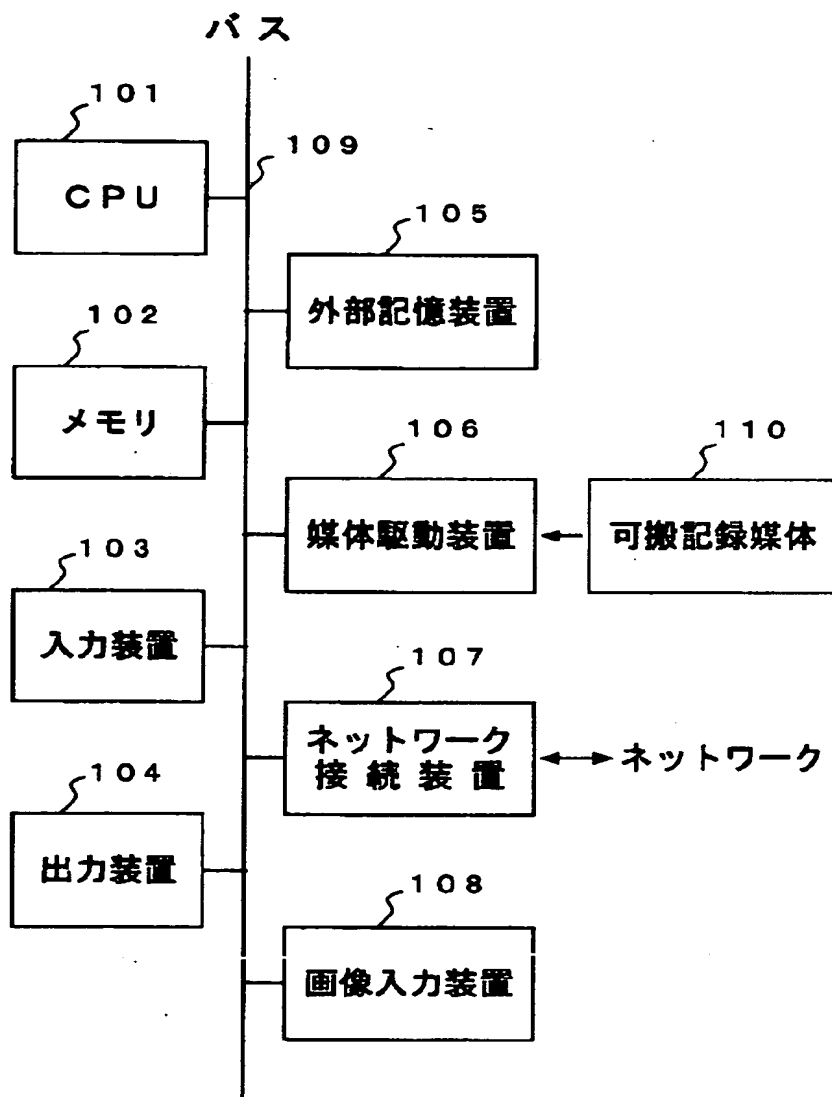 バス
101
109
CPU
105
外部記憶装置
102
メモリ
106
110
媒体駆動装置
可搬記録媒体
103
入力装置
107
ネットワーク
接続装置
ネットワーク
104
出力装置
108
画像入力装置